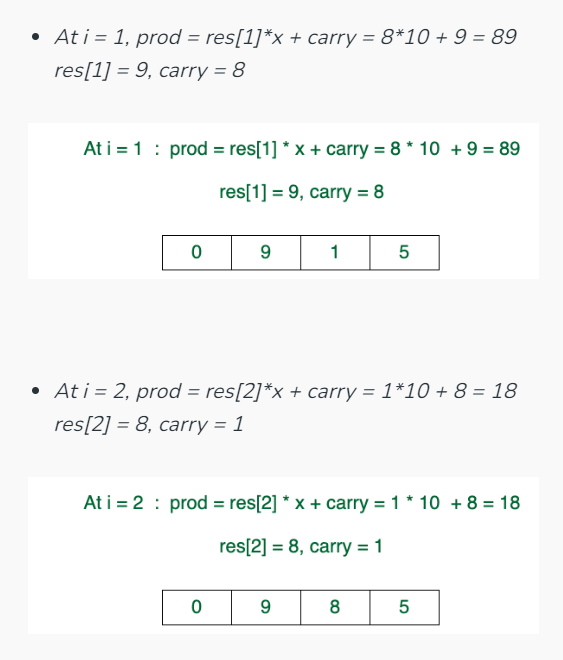 At i = 1, prod = res[1]*x + carry = 8*10 + 9 = 89
res[1] = 9, carry = 8
At i = 1 : prod = res[1] * x + carry = 8 * 10 + 9 = 89
res[1] = 9, carry = 8
0 9 1 5
At i = 2, prod = res[2]*x + carry = 1*10 + 8 = 18
res[2] = 8, carry = 1
At i = 2 : prod = res[2] * x + carry = 1 * 10 + 8 = 18
res[2] = 8, carry = 1
0 9 8 5